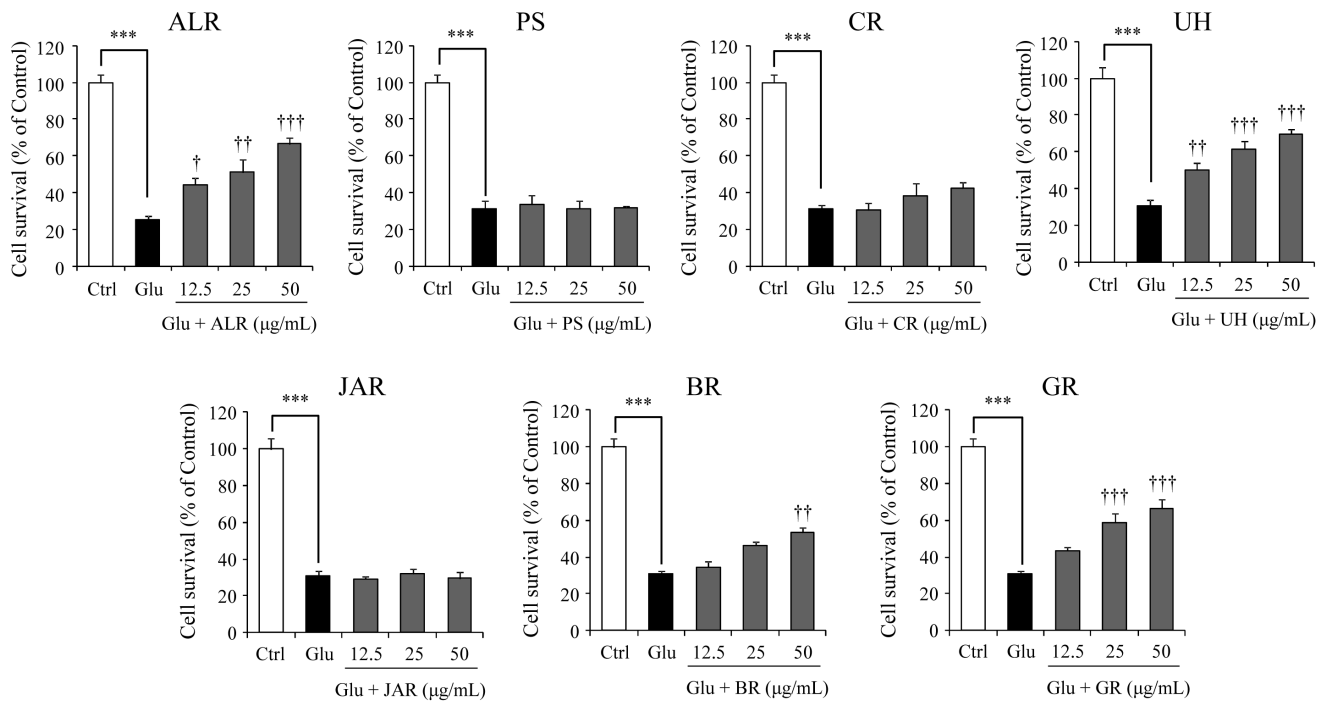 ALR
Cell survival (% of Control)
***
120
100
80
60
40
20
0
†
††
†††
Ctrl Glu 12.5 25 50
Glu + ALR (μg/mL)
PS
Cell survival (% of Control)
***
120
100
80
60
40
20
0
Ctrl Glu 12.5 25 50
Glu + PS (μg/mL)
CR
Cell survival (% of Control)
***
120
100
80
60
40
20
0
Ctrl Glu 12.5 25 50
Glu + CR (μg/mL)
UH
Cell survival (% of Control)
***
120
100
80
60
40
20
0
††
†††
†††
Ctrl Glu 12.5 25 50
Glu + UH (μg/mL)
JAR
Cell survival (% of Control)
***
120
100
80
60
40
20
0
Ctrl Glu 12.5 25 50
Glu + JAR (μg/mL)
BR
Cell survival (% of Control)
***
120
100
80
60
40
20
0
††
Ctrl Glu 12.5 25 50
Glu + BR (μg/mL)
GR
Cell survival (% of Control)
***
120
100
80
60
40
20
0
†††
†††
Ctrl Glu 12.5 25 50
Glu + GR (μg/mL)